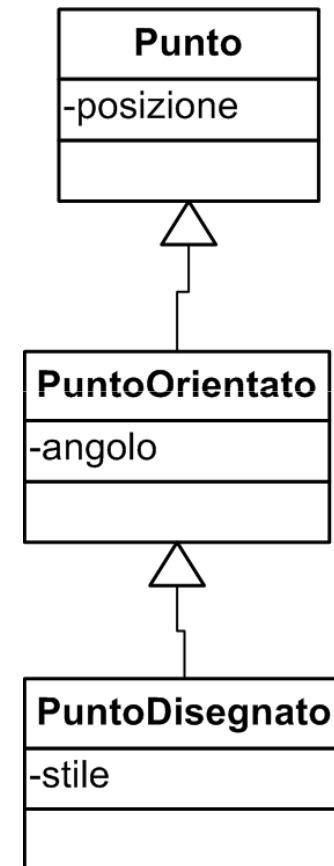 Punto
-posizione
PuntoOrientato
-angolo
PuntoDisegnato
-stile